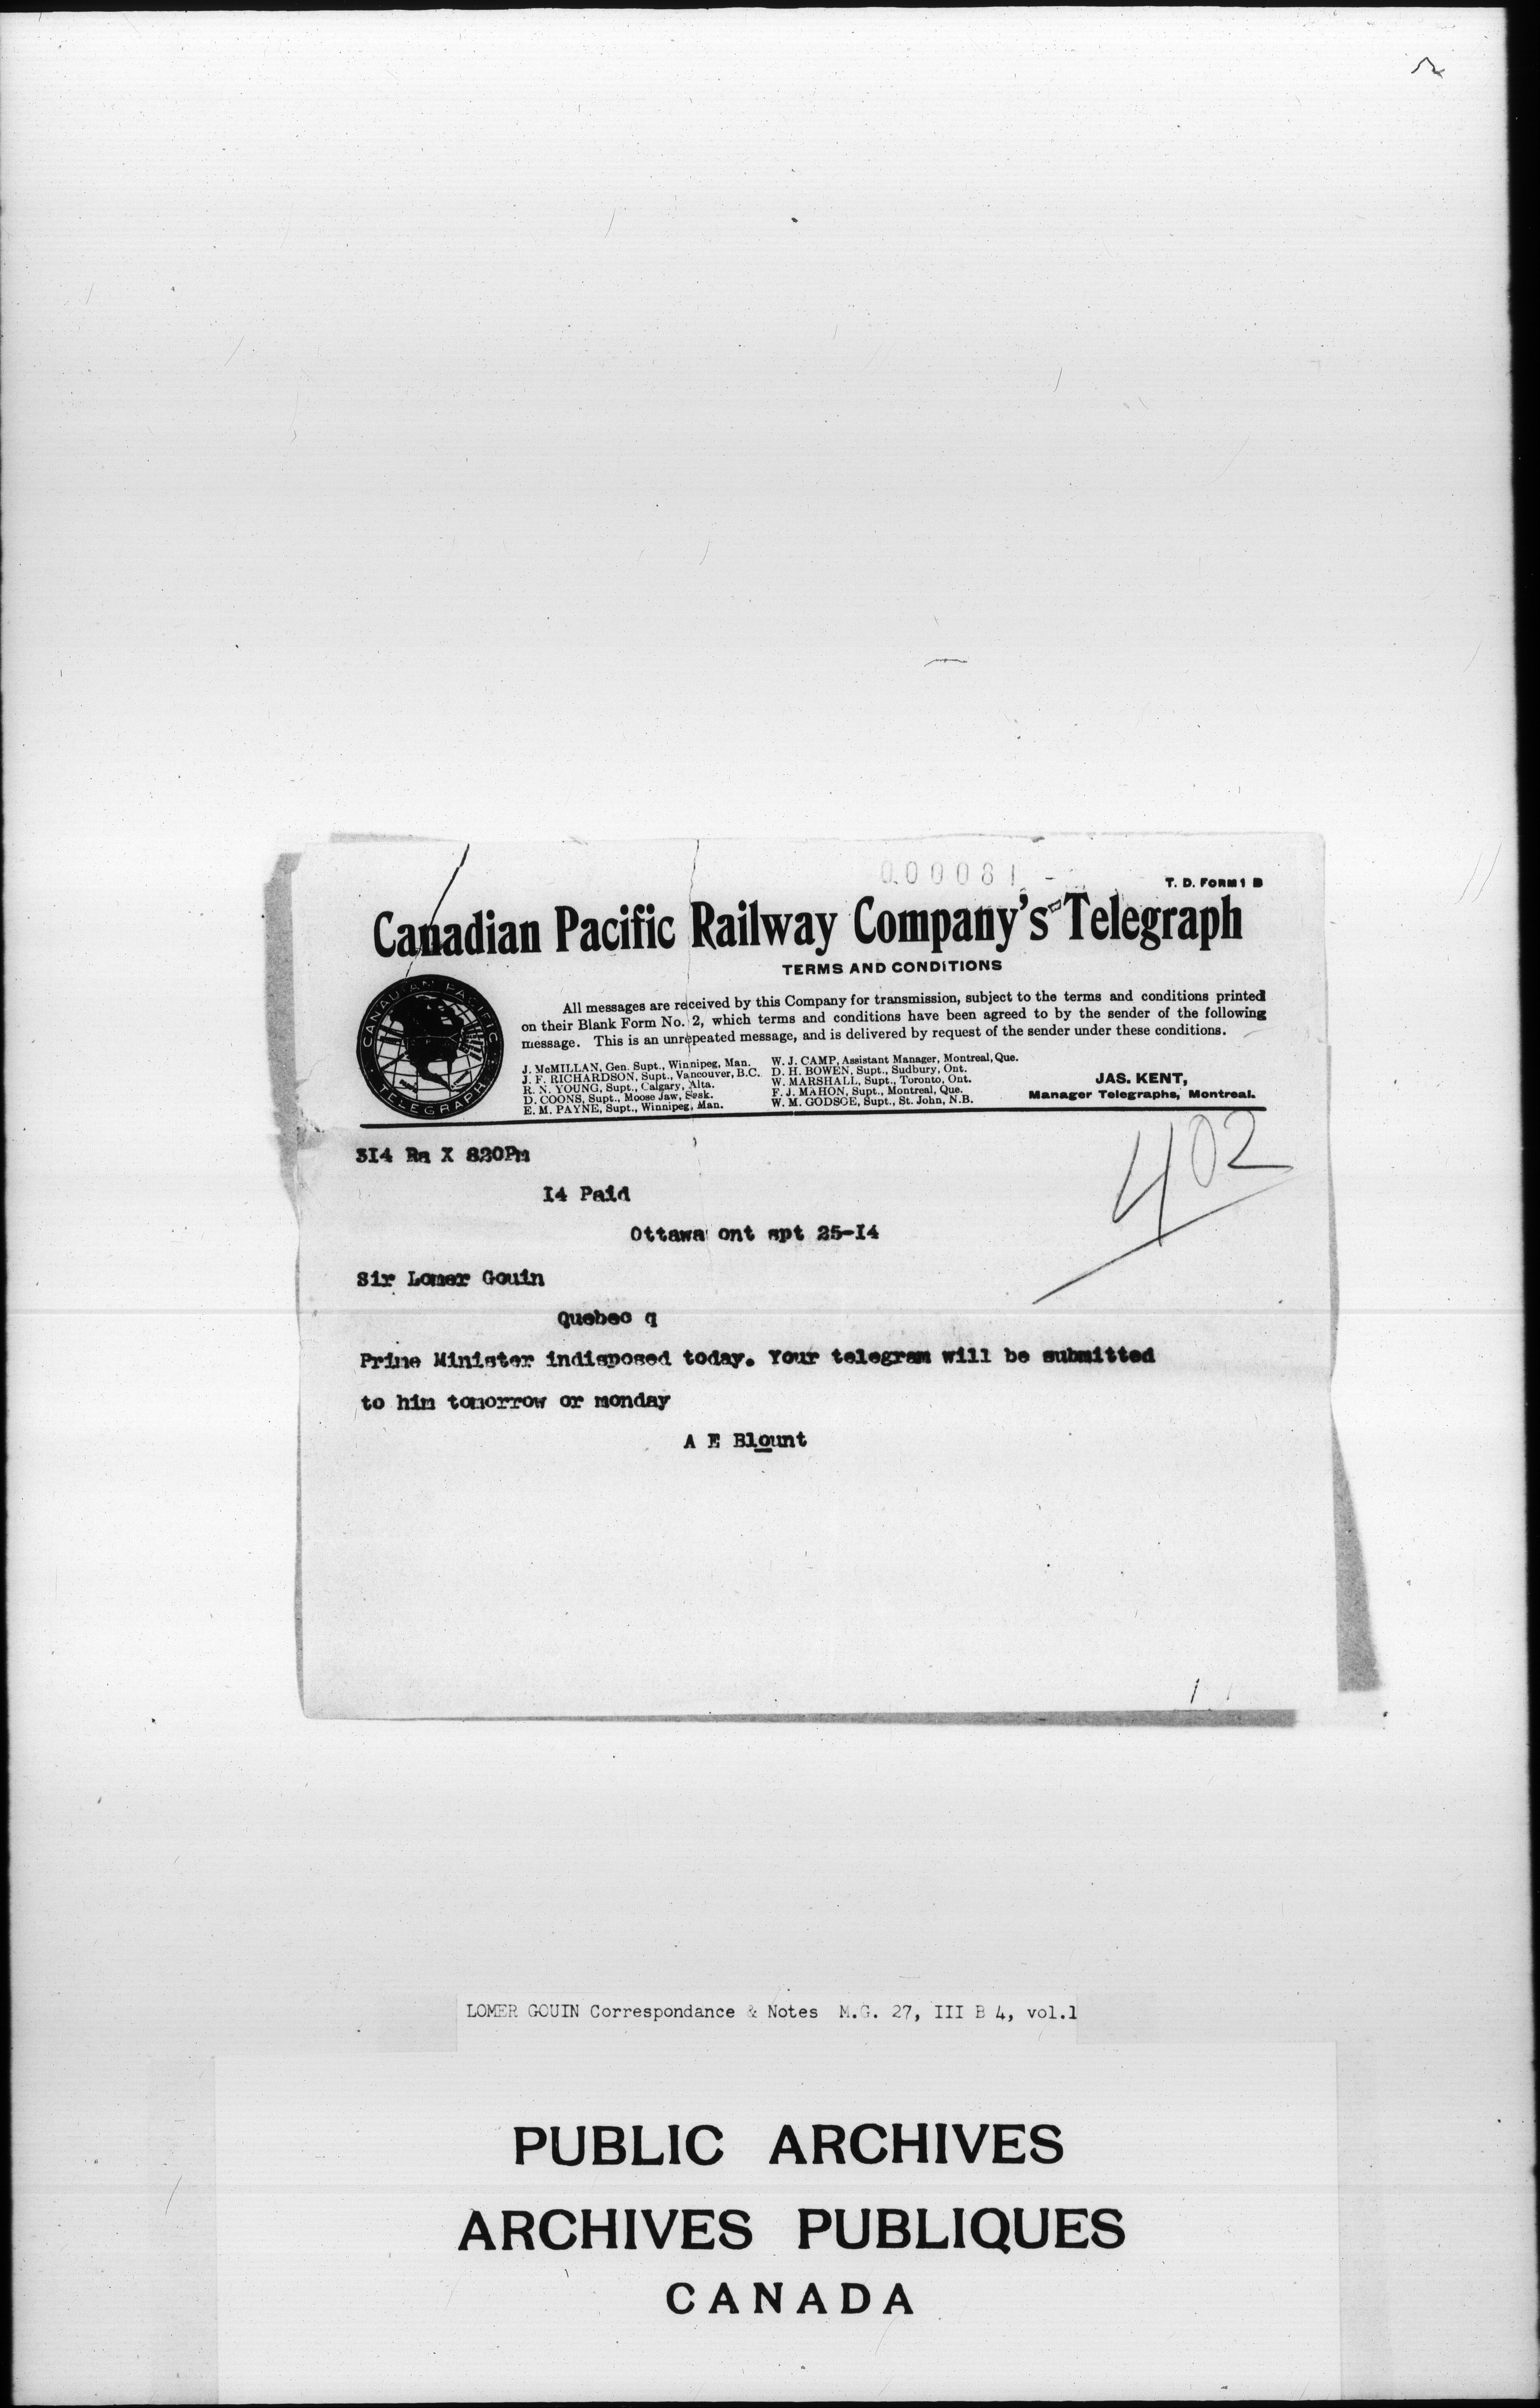 000081
T. D. FORM 1 B
Canadian Pacific Railway Company's Telegraph
TERMS AND CONDITIONS
CANADIAN PACIFIC TELEGRAPHS
All messages are received by this Company for transmission, subject to the terms and conditions printed
on their Blank Form No. 2, which terms and conditions have been agreed to by the sender of the following
message. This is an unrepeated message, and is delivered by request of the sender under these conditions.
J. McMILLAN, Gen. Supt., Winnipeg, Man.
J. F. RICHARDSON, Supt., Vancouver, B.C.
R. N. YOUNG, Supt., Calgary, Alta.
D. COONS, Supt., Moose Jaw, Sask.
E. M. PAYNE, Supt., Winnipeg, Man.
W. J. CAMP, Assistant Manager, Montreal, Que.
D. H. BOWEN, Supt., Sudbury, Ont.
W. MARSHALL, Supt., Toronto, Ont.
F. J. MAHON, Supt., Montreal, Que.
W. M. GODSOE, Supt., St. John, N.B.
JAS. KENT,
Manager Telegraphs, Montreal.
402
3I4 Ra X 820Pm
I4 Paid
Ottawa ont spt 25-I4
Sir Lomer Gouin
Quebec q
Prime Minister indisposed today. Your telegram will be submitted
to him tomorrow or monday
A E Blount
LOMER GOUIN Correspondance & Notes M.G. 27, III B 4, vol.1
PUBLIC ARCHIVES
ARCHIVES PUBLIQUES
CANADA